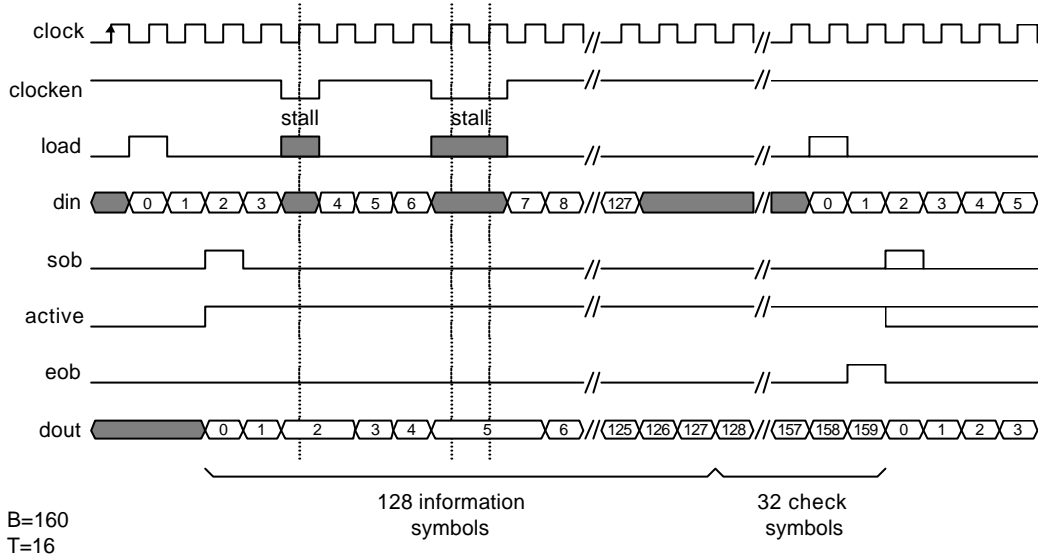 clock
clocken
stall stall
load
din 0 1 2 3 4 5 6 7 8 // 127 // 0 1 2 3 4 5
sob
active
eob
dout 0 1 2 3 4 5 6 // 125 126 127 128 // 157 158 159 0 1 2 3
128 information 32 check
symbols symbols
B=160
T=16